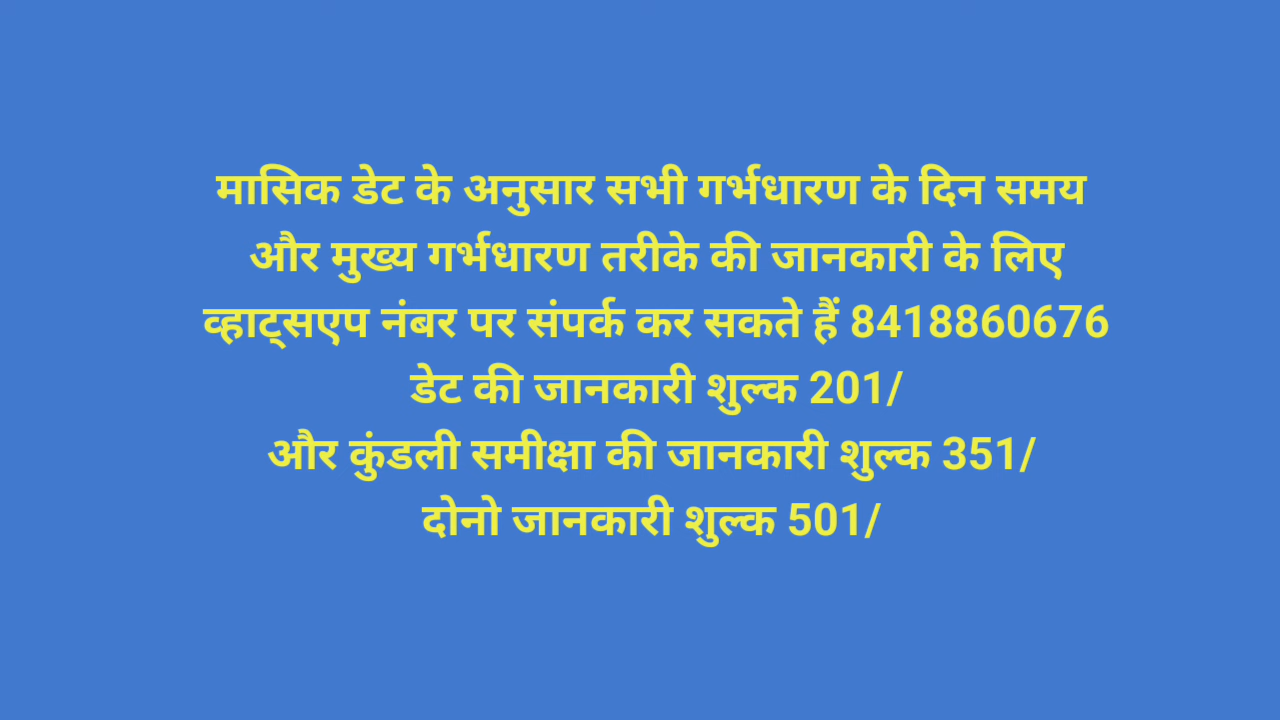 मासिक डेट के अनुसार सभी गर्भधारण के दिन समय
और मुख्य गर्भधारण तरीके की जानकारी के लिए
व्हाट्सएप नंबर पर संपर्क कर सकते हैं 8418860676
डेट की जानकारी शुल्क 201/
और कुंडली समीक्षा की जानकारी शुल्क 351/
दोनो जानकारी शुल्क 501/